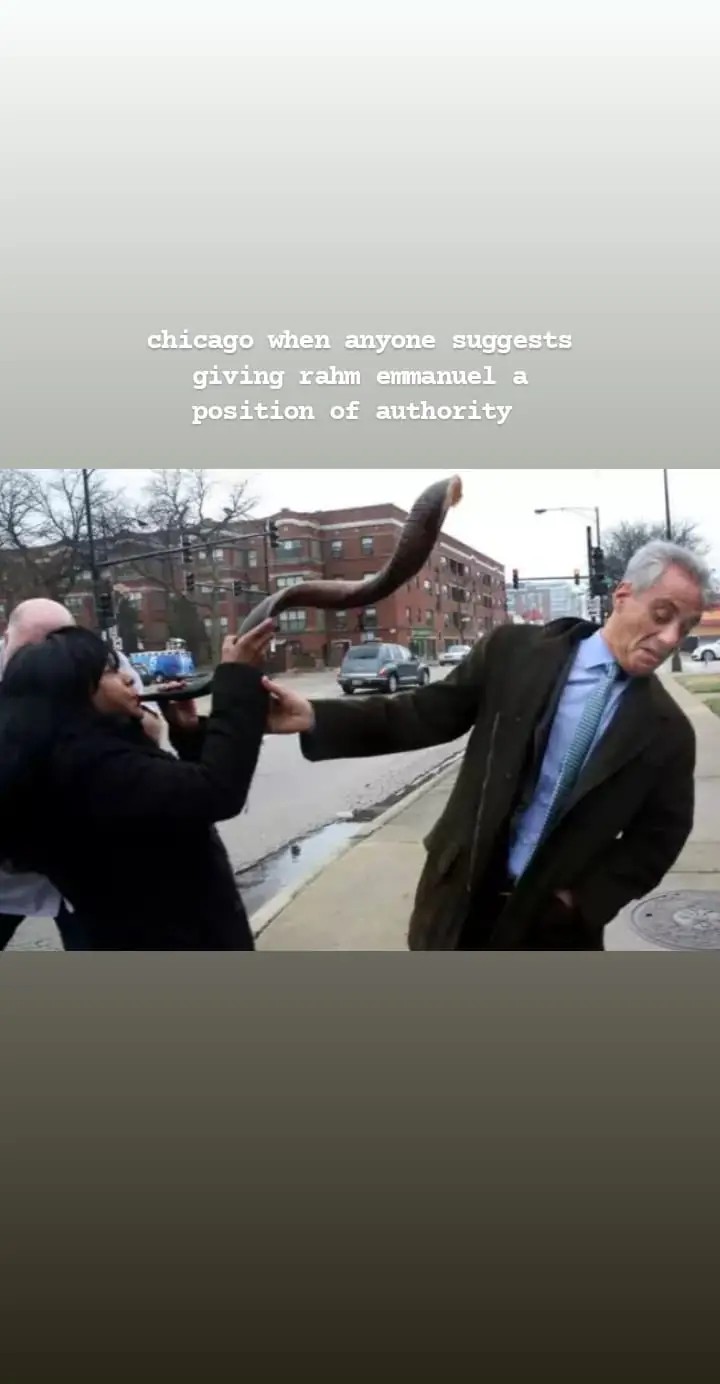 chicago when anyone suggests
giving rahm emmanuel a
position of authority